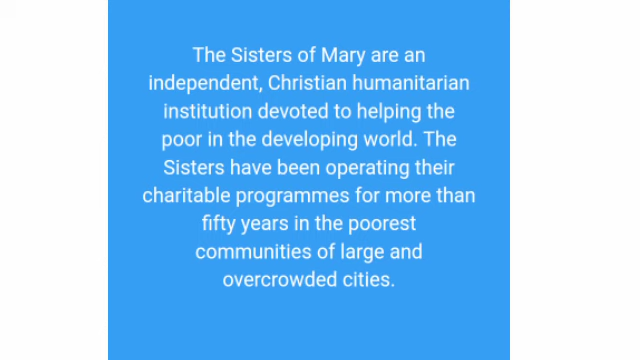 The Sisters of Mary are an
independent, Christian humanitarian
institution devoted to helping the
poor in the developing world. The
Sisters have been operating their
charitable programmes for more than
fifty years in the poorest
communities of large and
overcrowded cities.